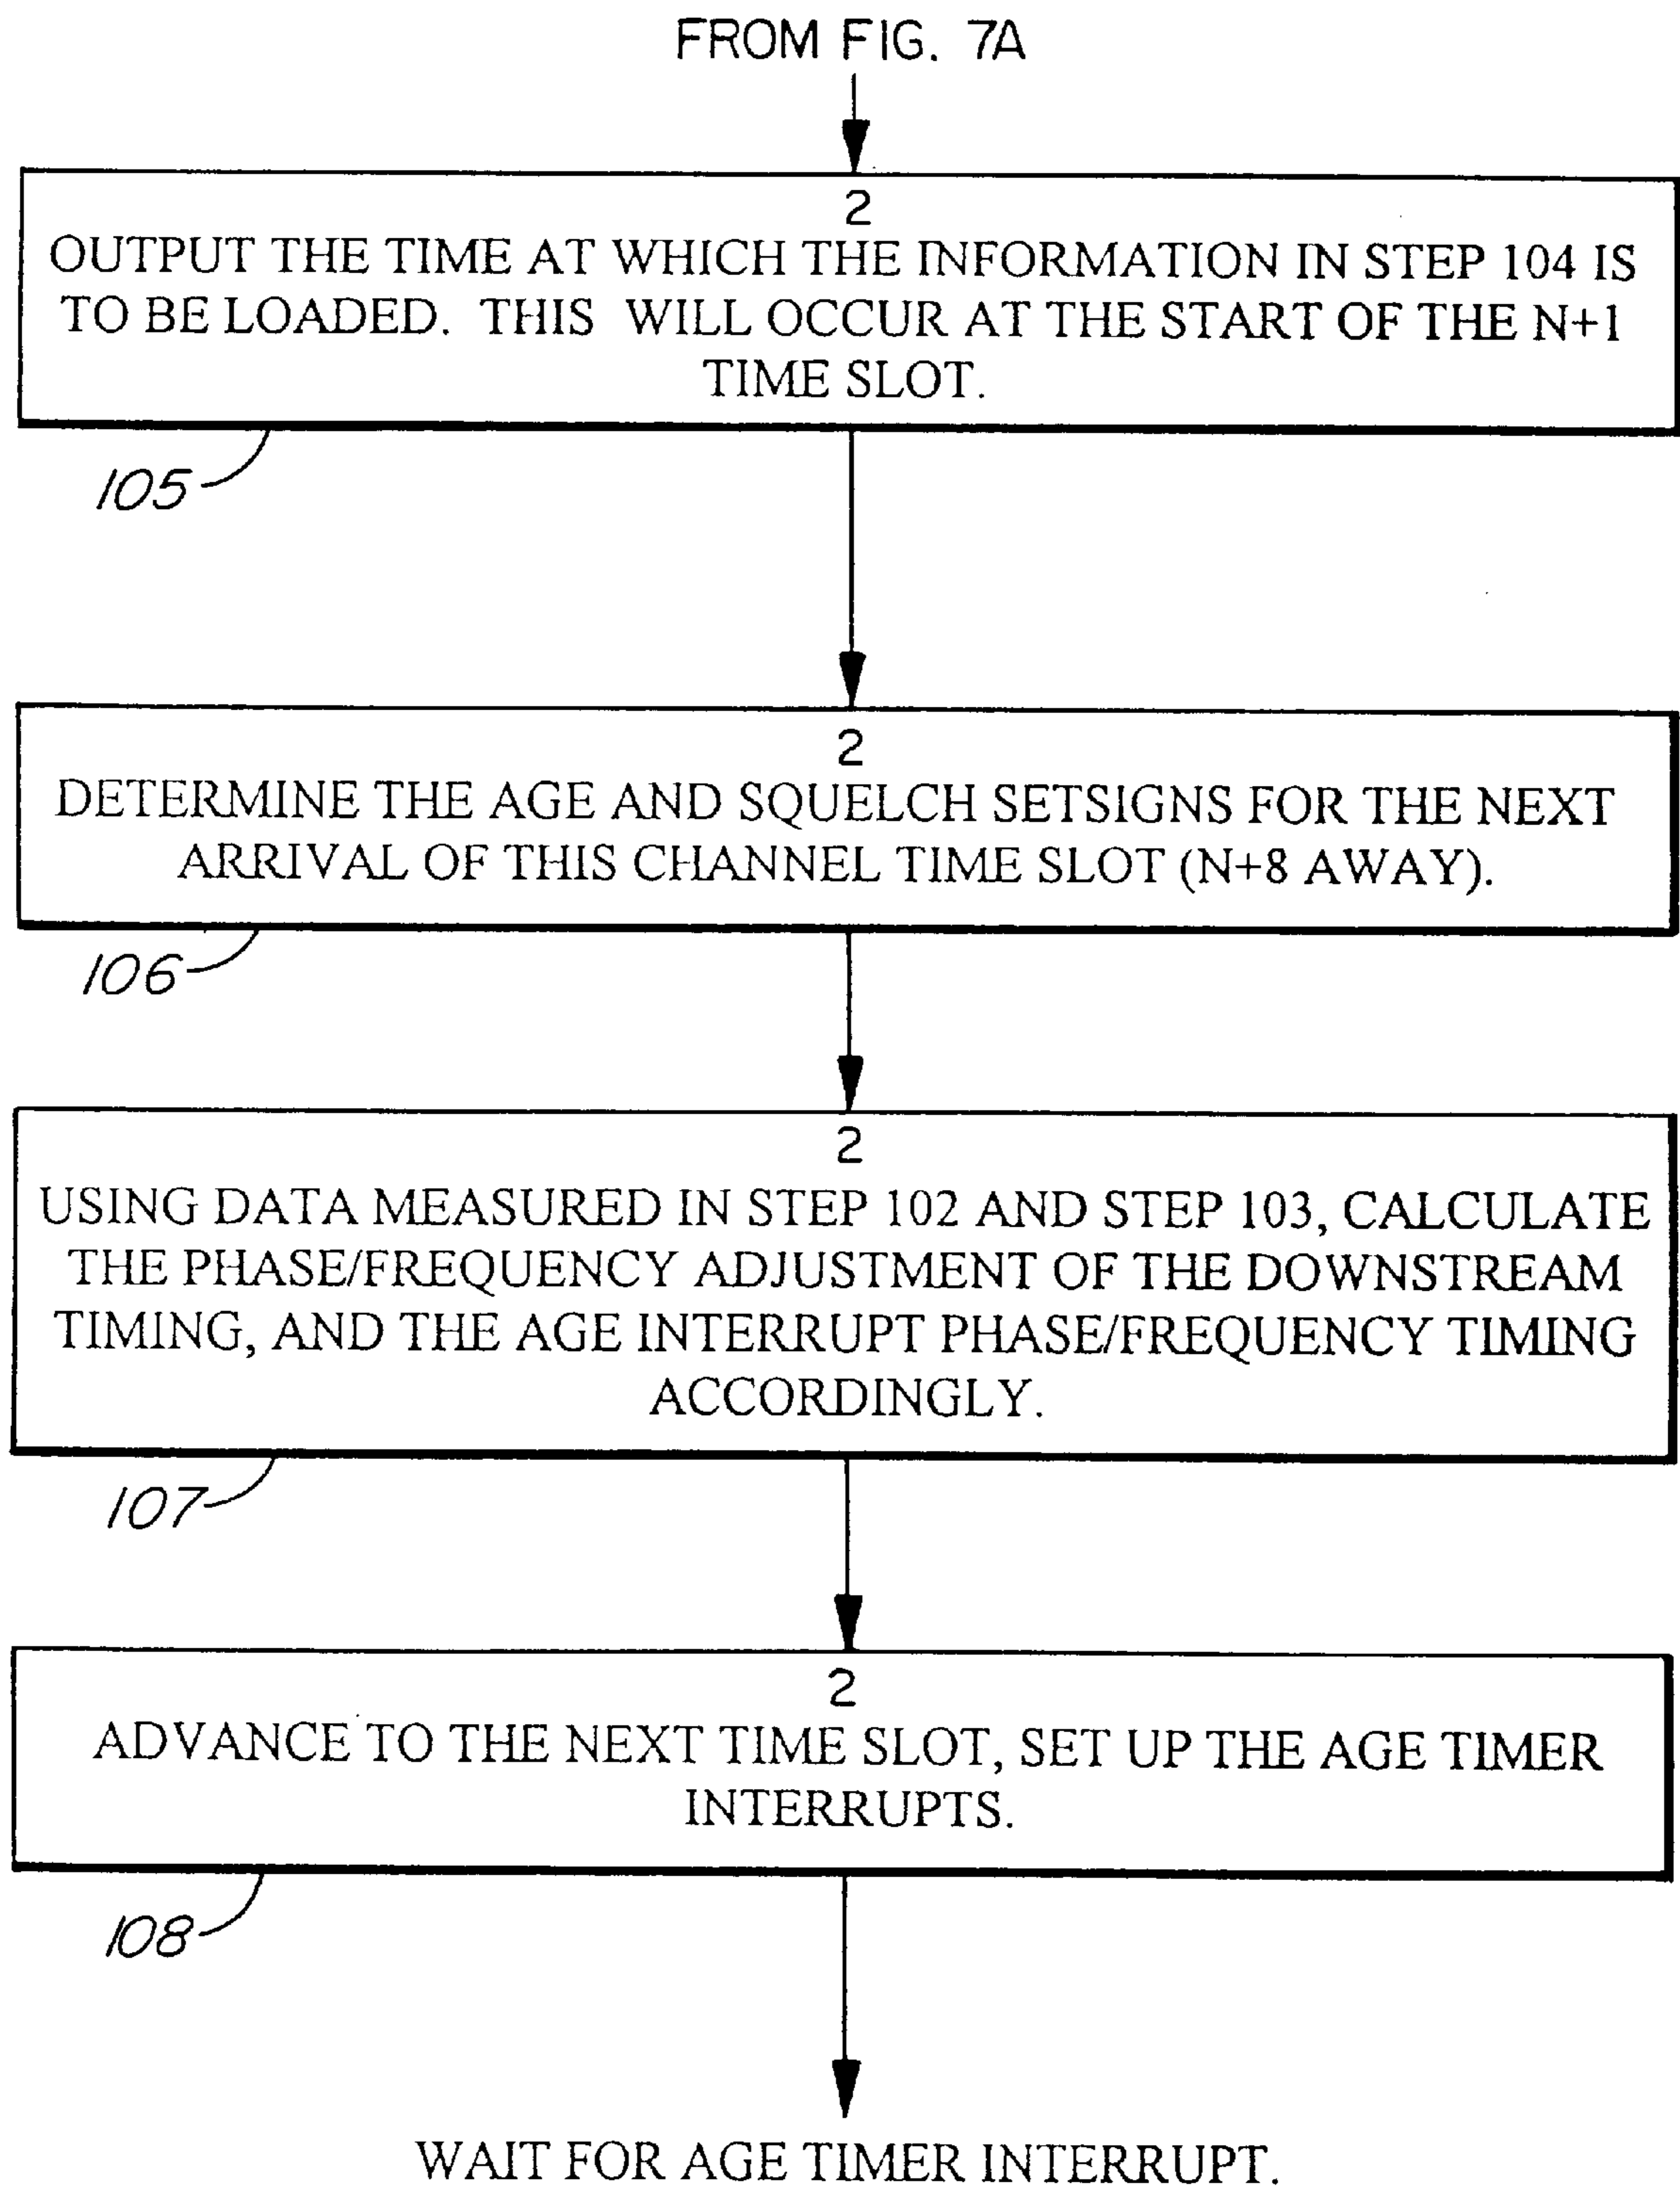 FROM FIG. 7A
2
OUTPUT THE TIME AT WHICH THE INFORMATION IN STEP 104 IS
TO BE LOADED. THIS WILL OCCUR AT THE START OF THE N+1
TIME SLOT.
105
2
DETERMINE THE AGE AND SQUELCH SETSIGNS FOR THE NEXT
ARRIVAL OF THIS CHANNEL TIME SLOT (N+8 AWAY).
106
2
USING DATA MEASURED IN STEP 102 AND STEP 103, CALCULATE
THE PHASE/FREQUENCY ADJUSTMENT OF THE DOWNSTREAM
TIMING, AND THE AGE INTERRUPT PHASE/FREQUENCY TIMING
ACCORDINGLY.
107
2
ADVANCE TO THE NEXT TIME SLOT, SET UP THE AGE TIMER
INTERRUPTS.
108
WAIT FOR AGE TIMER INTERRUPT.